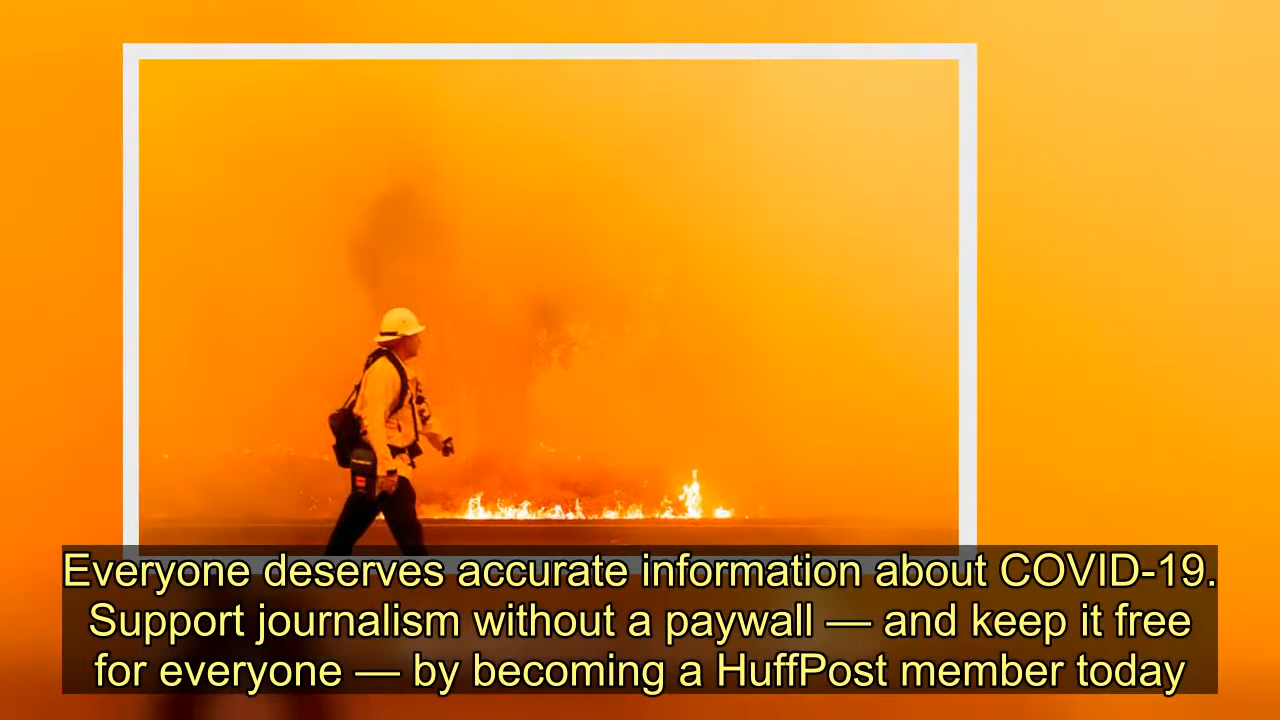 Everyone deserves accurate information about COVID-19.
Support journalism without a paywall — and keep it free
for everyone — by becoming a HuffPost member today